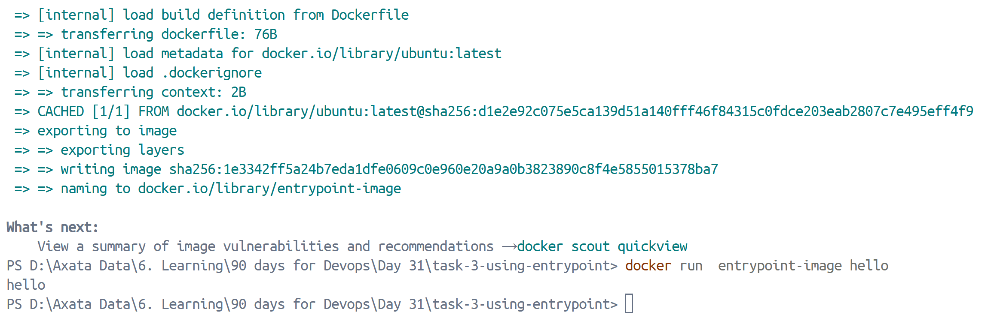 => [internal] load build definition from Dockerfile
=> => transferring dockerfile: 76B
=> [internal] load metadata for docker.io/library/ubuntu:latest
=> [internal] load .dockerignore
=> => transferring context: 2B
=> CACHED [1/1] FROM docker.io/library/ubuntu:latest@sha256:d1e2e92c075e5ca139d51a140fff46f84315c0fdce203eab2807c7e495eff4f9
=> exporting to image
=> => exporting layers
=> => writing image sha256:1e3342ff5a24b7eda1dfe0609c0e960e20a9a0b3823890c8f4e5855015378ba7
=> => naming to docker.io/library/entrypoint-image
What's next:
View a summary of image vulnerabilities and recommendations →docker scout quickview
PS D:\Axata Data\6. Learning\90 days for Devops\Day 31\task-3-using-entrypoint> docker run  entrypoint-image hello
hello
PS D:\Axata Data\6. Learning\90 days for Devops\Day 31\task-3-using-entrypoint>